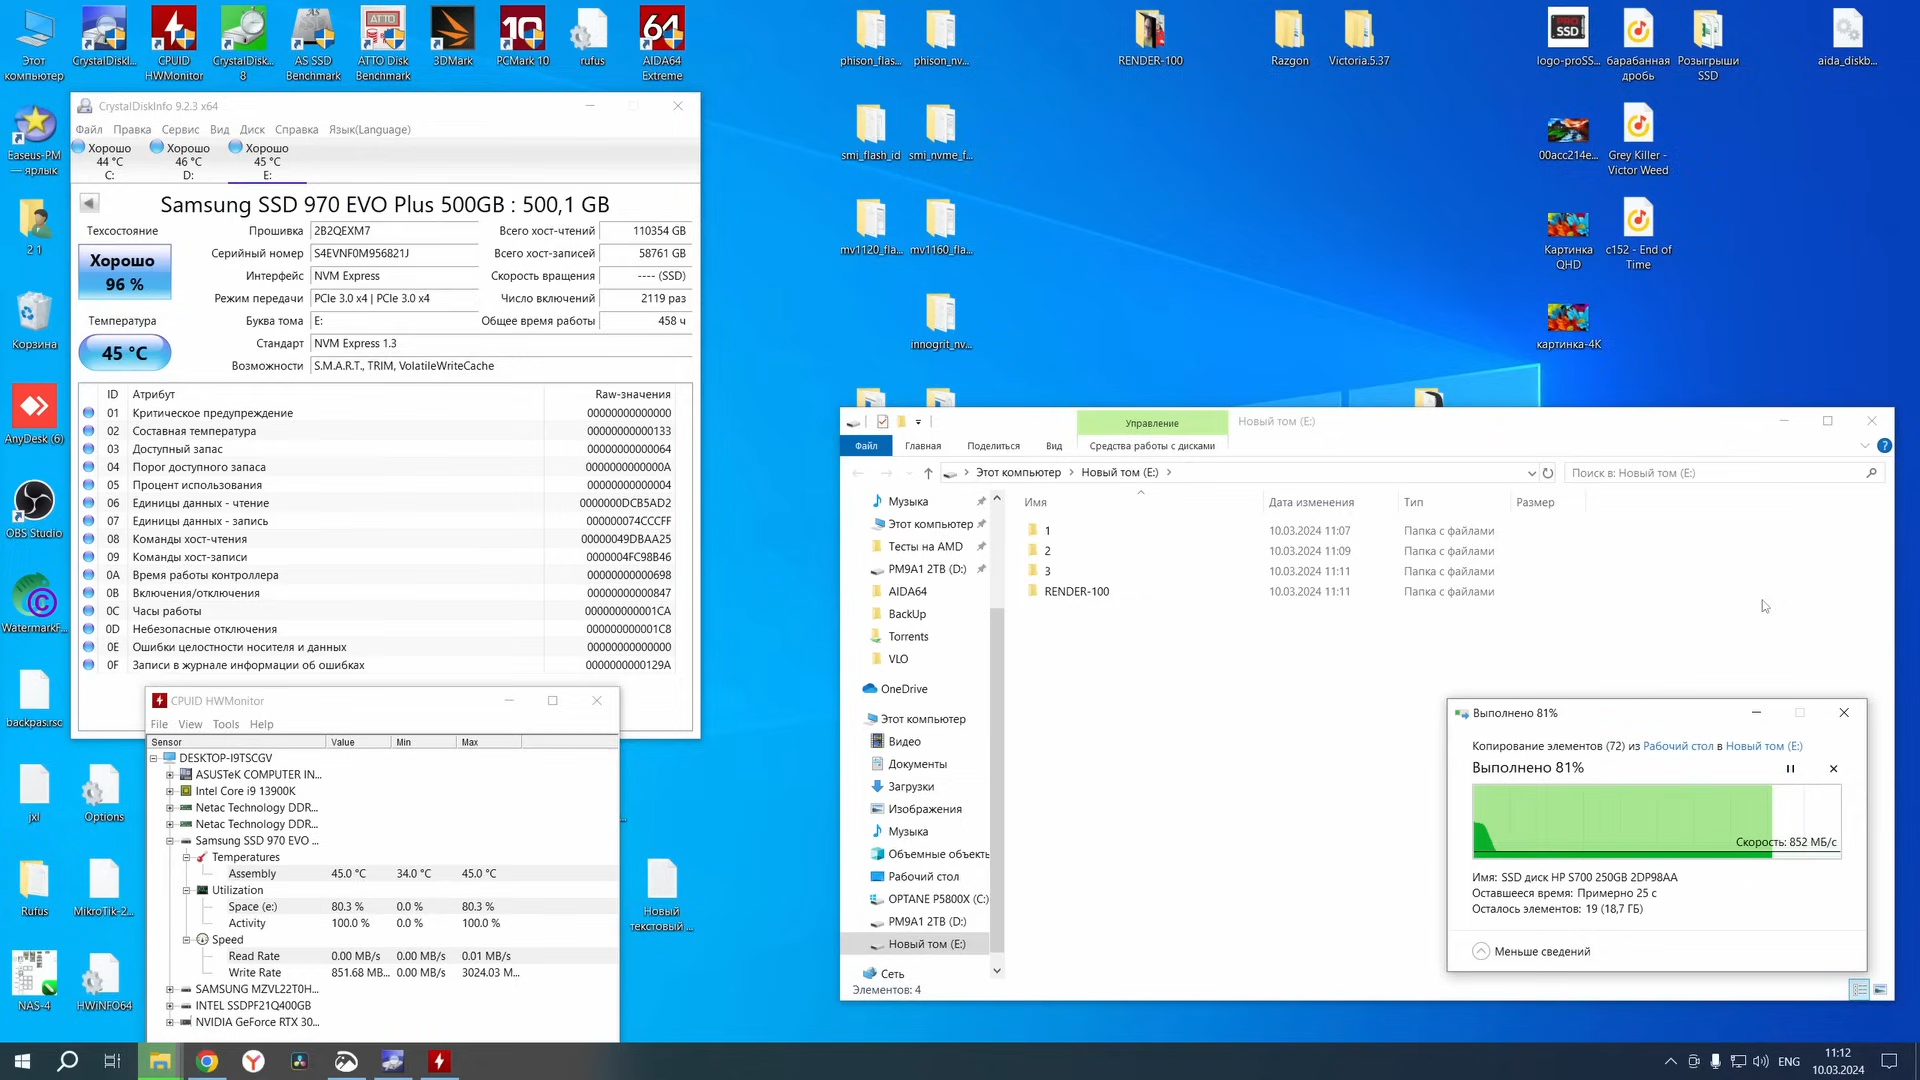 Этот
компьютер
CrystalDiskI...
CPUID
HWMonitor
CrystalDisk...
8
AS SSD
Benchmark
ATTO Disk
Benchmark
3DMark
PCMark 10
rufus
AIDA64
Extreme
phison_flas...
phison_nv...
RENDER-100
Razgon
Victoria.5.37
logo-proSS...
барабанная
дробь
Розыгрыши
SSD
aida_diskb...
Easeus-PM
— ярлык
2 1
Корзина
AnyDesk (6)
OBS Studio
WatermarkF...
backpas.rsc
jxl
Options
Rufus
MikroTik-2...
NAS-4
HWiNFO64
smi_flash_id
smi_nvme_f...
mv1120_fla...
mv1160_fla...
innogrit_nv...
00acc214e...
Grey Killer -
Victor Weed
Картинка
QHD
c152 - End of
Time
картинка-4K
Новый
текстовый ...
CrystalDiskInfo 9.2.3 x64
Файл Правка Сервис Вид Диск Справка Язык(Language)
Хорошо Хорошо Хорошо
44 °C 46 °C 45 °C
C: D: E:
Samsung SSD 970 EVO Plus 500GB : 500,1 GB
Техсостояние
Хорошо
96 %
Температура
45 °C
Прошивка 2B2QEXM7
Серийный номер S4EVNF0M956821J
Интерфейс NVM Express
Режим передачи PCIe 3.0 x4 | PCIe 3.0 x4
Буква тома E:
Стандарт NVM Express 1.3
Возможности S.M.A.R.T., TRIM, VolatileWriteCache
Всего хост-чтений 110354 GB
Всего хост-записей 58761 GB
Скорость вращения ---- (SSD)
Число включений 2119 раз
Общее время работы 458 ч
ID Атрибут Raw-значения
01 Критическое предупреждение 00000000000000
02 Составная температура 00000000000133
03 Доступный запас 00000000000064
04 Порог доступного запаса 0000000000000A
05 Процент использования 00000000000004
06 Единицы данных - чтение 0000000DCB5AD2
07 Единицы данных - запись 000000074CCCFF
08 Команды хост-чтения 00000049DBAA25
09 Команды хост-записи 0000004FC98B46
0A Время работы контроллера 00000000000698
0B Включения/отключения 00000000000847
0C Часы работы 000000000001CA
0D Небезопасные отключения 000000000001C8
0E Ошибки целостности носителя и данных 00000000000000
0F Записи в журнале информации об ошибках 0000000000129A
CPUID HWMonitor
File View Tools Help
Sensor Value Min Max
DESKTOP-I9TSCGV
ASUSTeK COMPUTER IN...
Intel Core i9 13900K
Netac Technology DDR...
Netac Technology DDR...
Samsung SSD 970 EVO ...
Temperatures
Assembly 45.0 °C 34.0 °C 45.0 °C
Utilization
Space (e:) 80.3 % 0.0 % 80.3 %
Activity 100.0 % 0.0 % 100.0 %
Speed
Read Rate 0.00 MB/s 0.00 MB/s 0.01 MB/s
Write Rate 851.68 MB... 0.00 MB/s 3024.03 M...
SAMSUNG MZVL22T0H...
INTEL SSDPF21Q400GB
NVIDIA GeForce RTX 30...
Управление
Новый том (E:)
Файл Главная Поделиться Вид Средства работы с дисками
Этот компьютер Новый том (E:)
Поиск в: Новый том (E:)
Музыка
Этот компьютер
Тесты на AMD
PM9A1 2TB (D:)
AIDA64
BackUp
Torrents
VLO
OneDrive
Этот компьютер
Видео
Документы
Загрузки
Изображения
Музыка
Объемные объекты
Рабочий стол
OPTANE P5800X (C:)
PM9A1 2TB (D:)
Новый том (E:)
Сеть
Элементов: 4
Имя Дата изменения Тип Размер
1 10.03.2024 11:07 Папка с файлами
2 10.03.2024 11:09 Папка с файлами
3 10.03.2024 11:11 Папка с файлами
RENDER-100 10.03.2024 11:11 Папка с файлами
Выполнено 81%
Копирование элементов (72) из Рабочий стол в Новый том (E:)
Выполнено 81%
Скорость: 852 МБ/с
Имя: SSD диск HP S700 250GB 2DP98AA
Оставшееся время: Примерно 25 с
Осталось элементов: 19 (18,7 ГБ)
Меньше сведений
ENG
11:12
10.03.2024